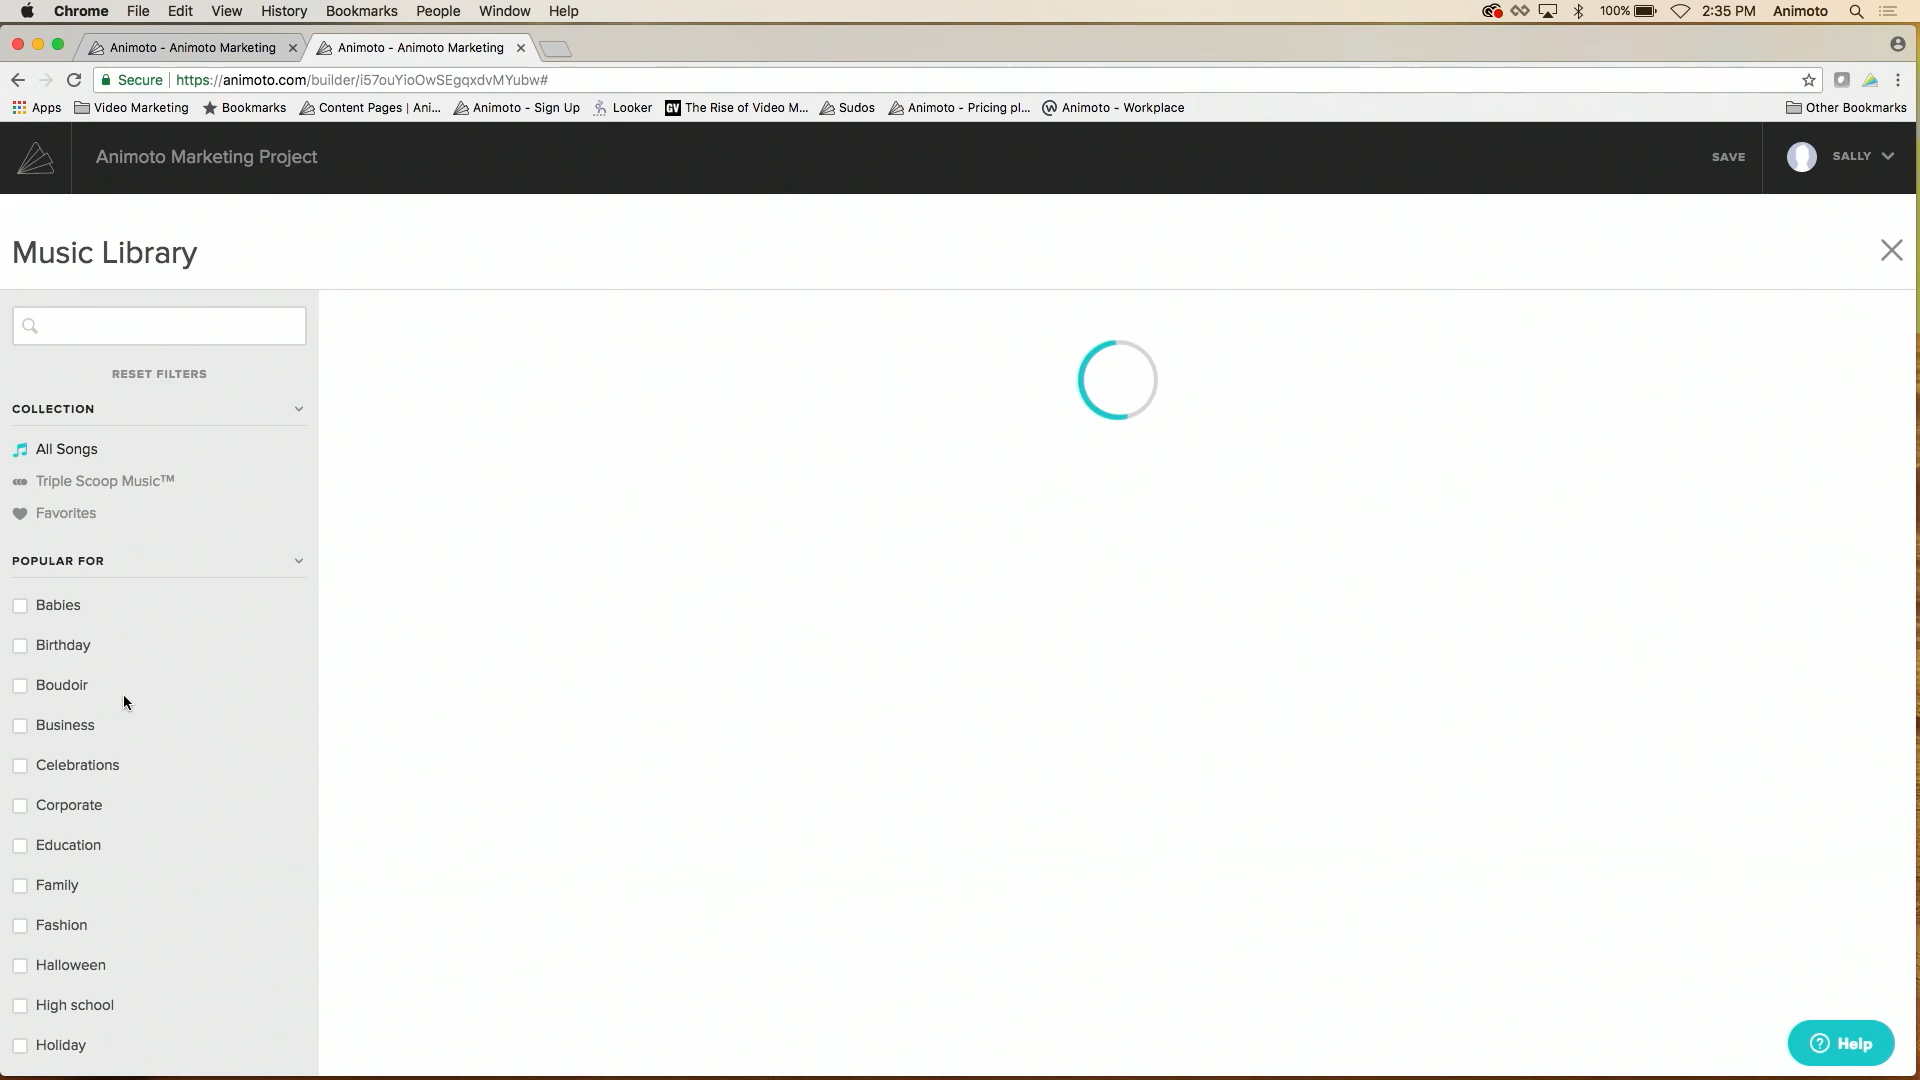 Chrome File Edit View History Bookmarks People Window Help 100% 2:35 PM Animoto
Animoto - Animoto Marketing Animoto - Animoto Marketing
Secure https://animoto.com/builder/i57ouYioOwSEgqxdvMYubw#
Apps Video Marketing Bookmarks Content Pages | Ani... Animoto - Sign Up Looker GV The Rise of Video M... Sudos Animoto - Pricing pl... Animoto - Workplace Other Bookmarks
Animoto Marketing Project SAVE SALLY
Music Library
RESET FILTERS
COLLECTION
All Songs
Triple Scoop Music™
Favorites
POPULAR FOR
Babies
Birthday
Boudoir
Business
Celebrations
Corporate
Education
Family
Fashion
Halloween
High school
Holiday
? Help